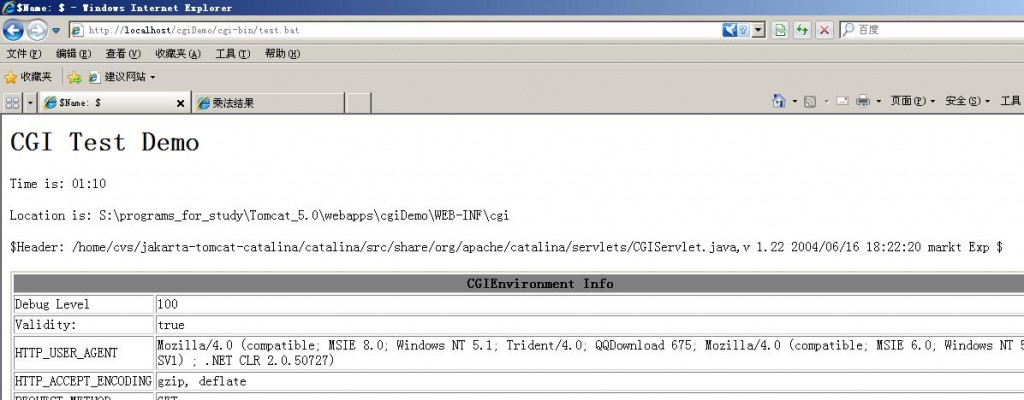 $Name: $ - Windows Internet Explorer
http://localhost/cgiDemo/cgi-bin/test.bat
百度
文件(F) 编辑(E) 查看(V) 收藏夹(A) 工具(T) 帮助(H)
收藏夹 建议网站
$Name: $ 乘法结果 页面(P) 安全(S) 工具
CGI Test Demo
Time is: 01:10
Location is: S:\programs_for_study\Tomcat_5.0\webapps\cgiDemo\WEB-INF\cgi
$Header: /home/cvs/jakarta-tomcat-catalina/catalina/src/share/org/apache/catalina/servlets/CGIServlet.java,v 1.22 2004/06/16 18:22:20 markt Exp $
CGIEnvironment Info
Debug Level 100
Validity: true
HTTP_USER_AGENT Mozilla/4.0 (compatible; MSIE 8.0; Windows NT 5.1; Trident/4.0; QQDownload 675; Mozilla/4.0 (compatible; MSIE 6.0; Windows NT 5
SV1) ; .NET CLR 2.0.50727)
HTTP_ACCEPT_ENCODING gzip, deflate
REQUEST_METHOD GET